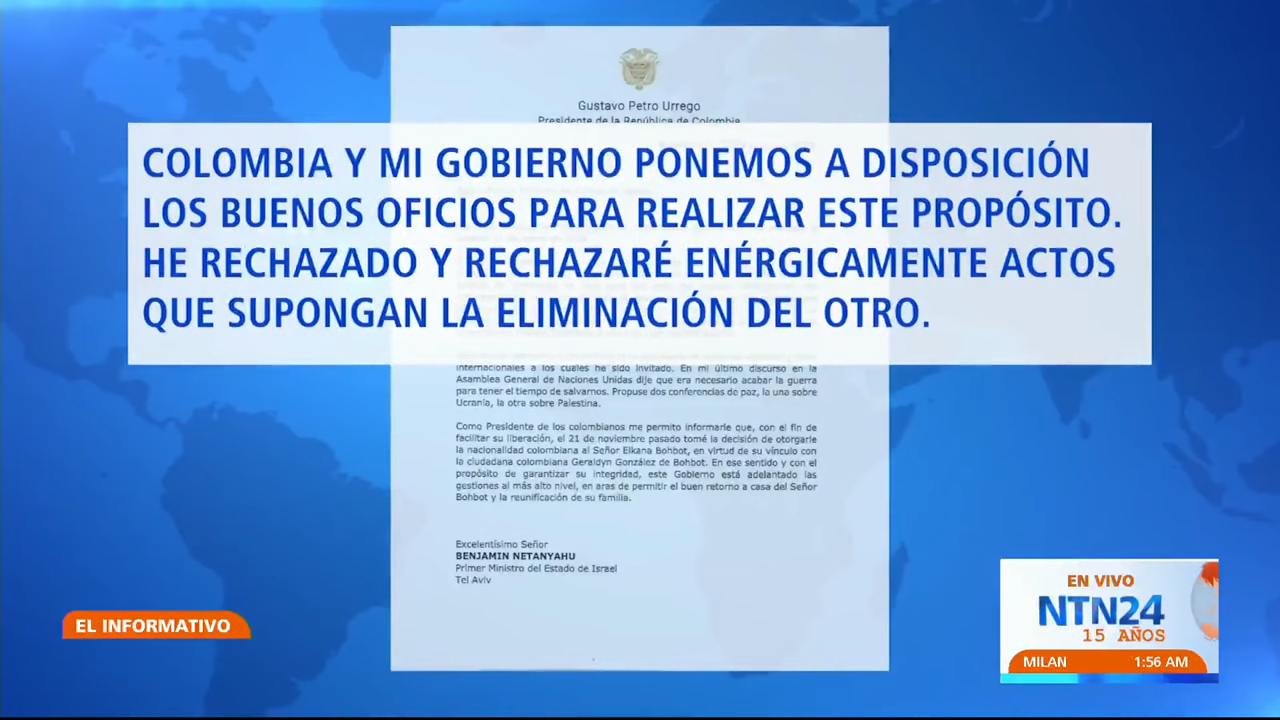 Gustavo Petro Urrego
Presidente de la República de Colombia
COLOMBIA Y MI GOBIERNO PONEMOS A DISPOSICIÓN
LOS BUENOS OFICIOS PARA REALIZAR ESTE PROPÓSITO.
HE RECHAZADO Y RECHAZARÉ ENÉRGICAMENTE ACTOS
QUE SUPONGAN LA ELIMINACIÓN DEL OTRO.
internacionales a los cuales he sido invitado. En mi último discurso en la
Asamblea General de Naciones Unidas dije que era necesario acabar la guerra
para tener el tiempo de salvarnos. Propuse dos conferencias de paz, la una sobre
Ucrania, la otra sobre Palestina.
Como Presidente de los colombianos me permito informarle que, con el fin de
facilitar su liberación, el 21 de noviembre pasado tomé la decisión de otorgarle
la nacionalidad colombiana al Señor Elkana Bohbot, en virtud de su vínculo con
la ciudadana colombiana Geraldyn González de Bohbot. En ese sentido y con el
propósito de garantizar su integridad, este Gobierno está adelantando las
gestiones al más alto nivel, en aras de permitir el buen retorno a casa del Señor
Bohbot y la reunificación de su familia.
Excelentísimo Señor
BENJAMIN NETANYAHU
Primer Ministro del Estado de Israel
Tel Aviv
EL INFORMATIVO
EN VIVO
NTN24
15 AÑOS
MILAN 1:56 AM